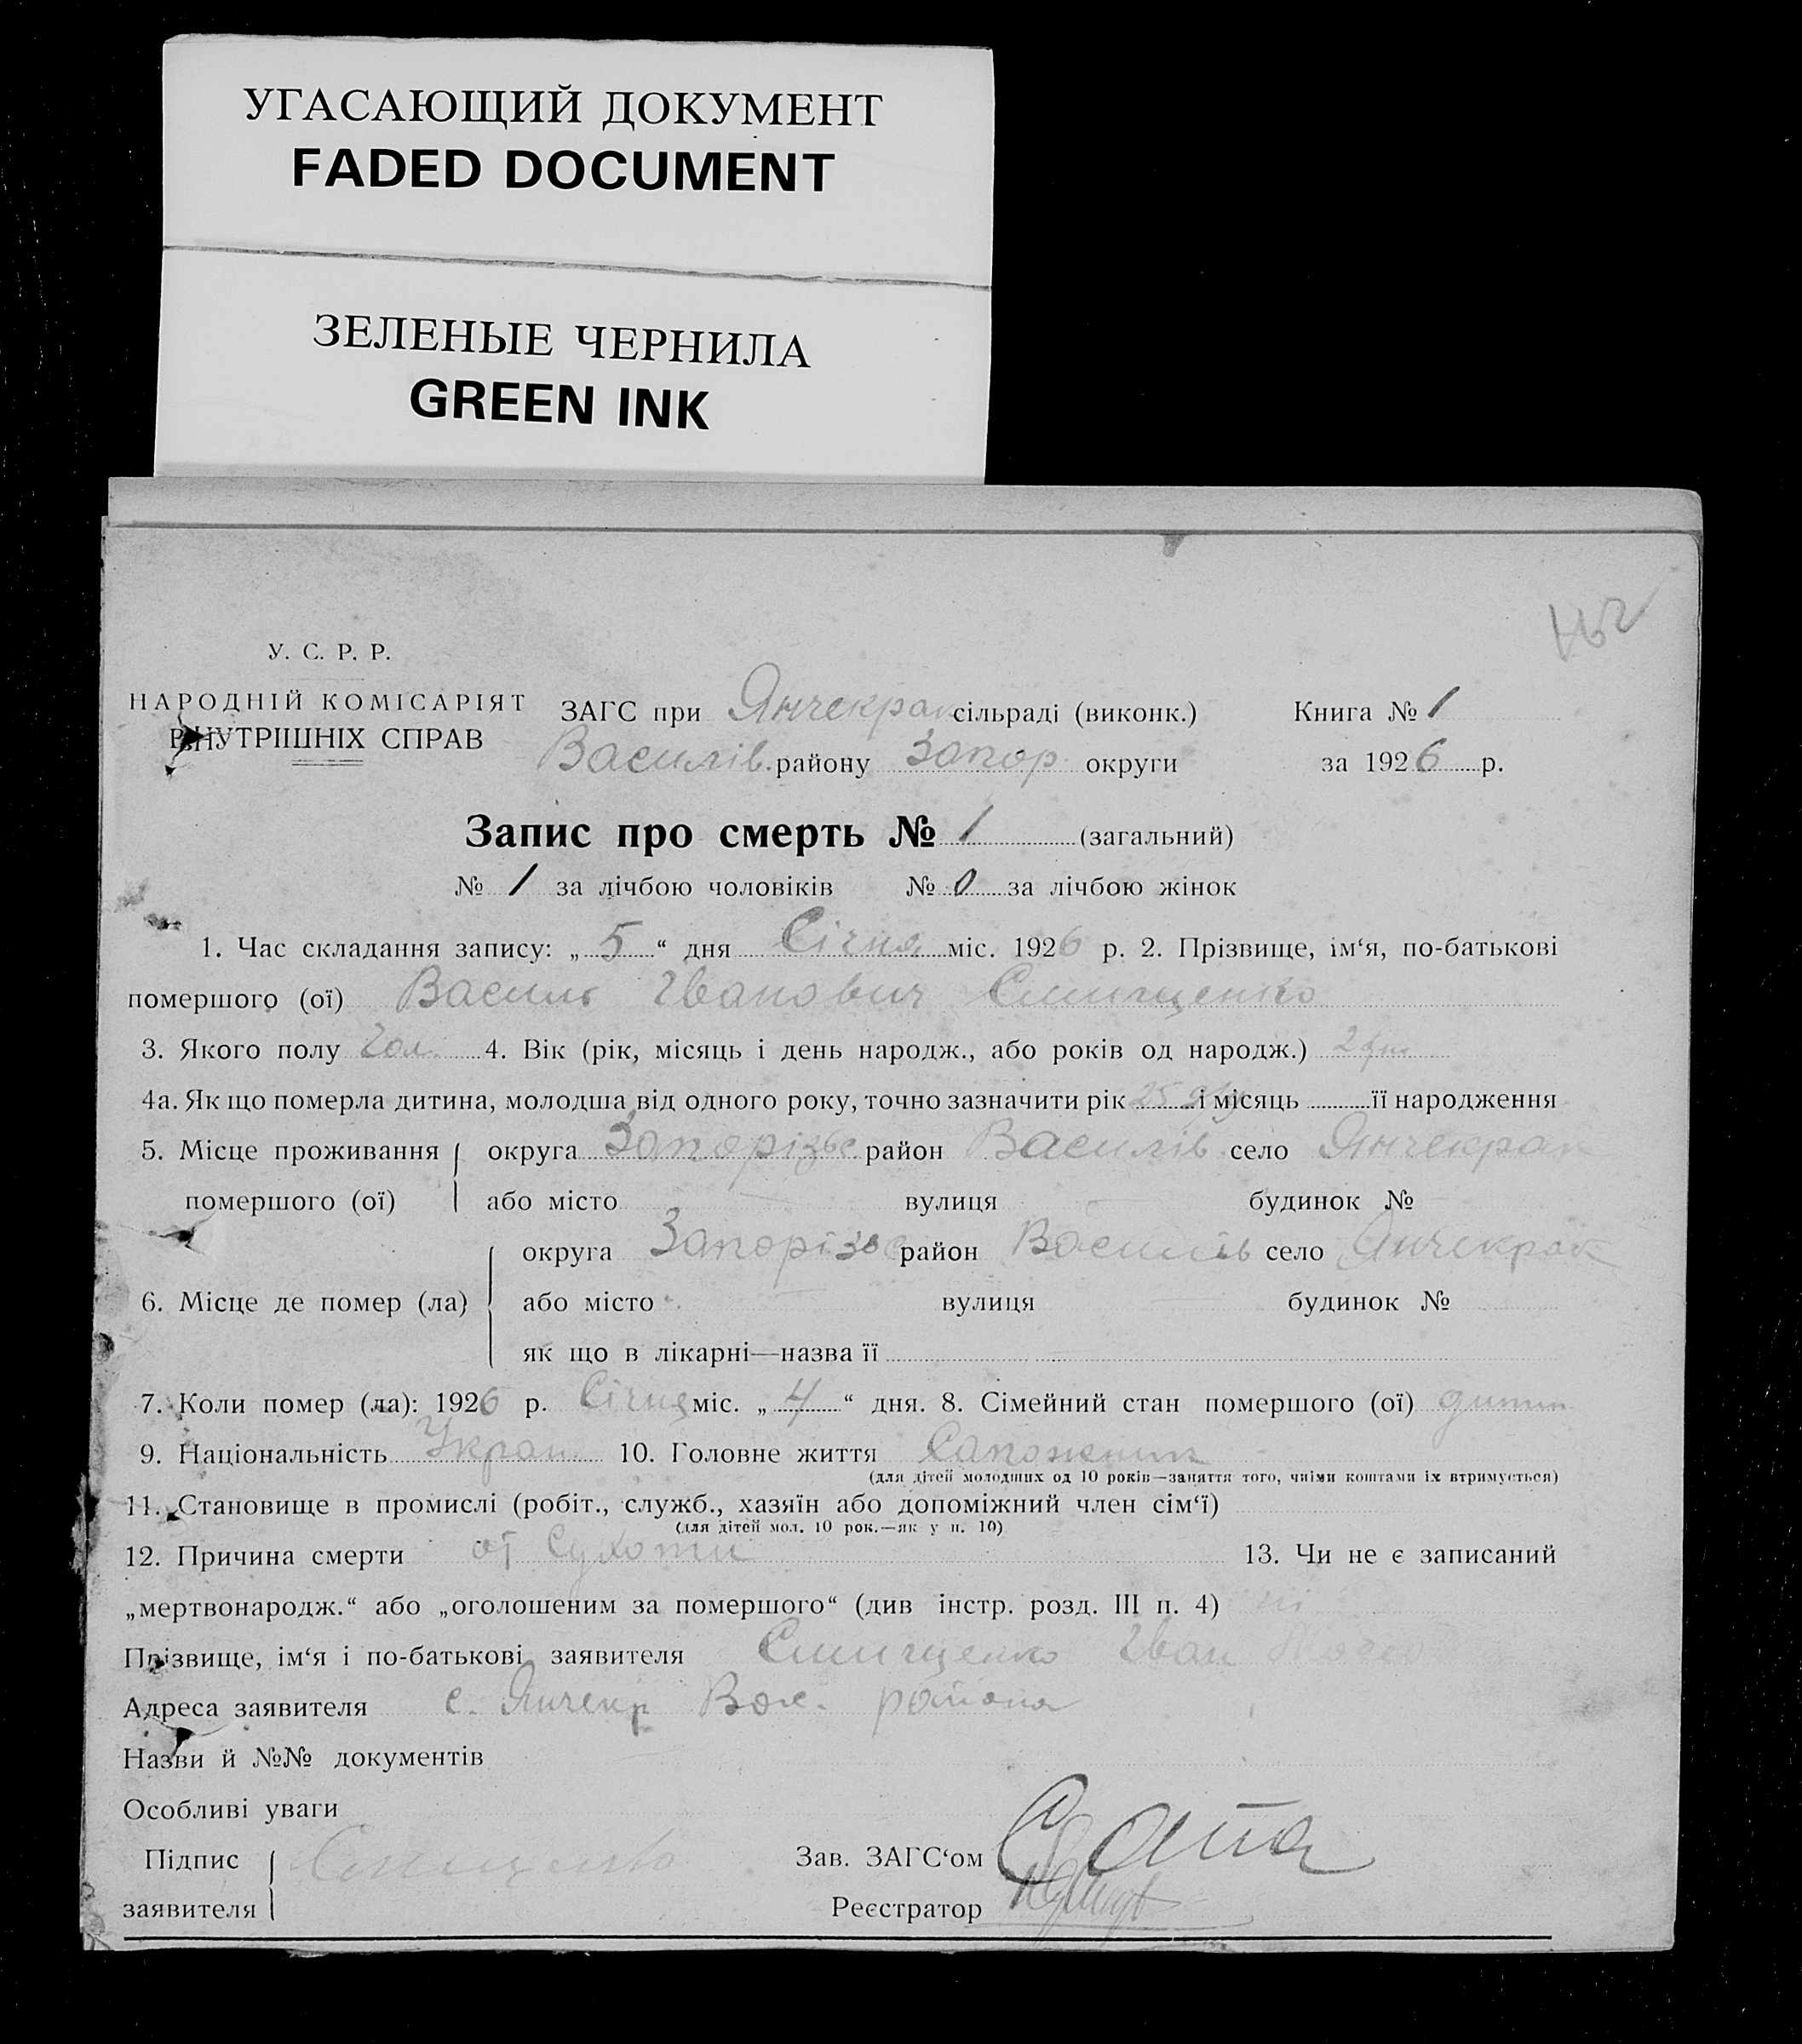 УГАСАЮЩИЙ ДОКУМЕНТ
FADED DOCUMENT
ЗЕЛЕНЫЕ ЧЕРНИЛА
GREEN INK
У. С. Р. Р.
НАРОДНІЙ КОМІСАРІЯТ
ВНУТРІШНІХ СПРАВ
ЗАГС при Янчекрак сільраді (виконк.) Книга № 1
Василів. району Запор округи за 1926 р.
Запис про смерть № 1 (загальний)
№ 1 за лічбою чоловіків № 0 за лічбою жінок
1. Час складання запису: „ 5 “ дня Січня міс. 1926 р. 2. Прізвище, ім‘я, по-батькові
помершого (ої) Василь Іванович
3. Якого полу Чол. 4. Вік (рік, місяць і день народж., або років од народж.) 2
4а. Як що померла дитина, молодша від одного року, точно зазначити рік 25 і місяць її народження
5. Місце проживання помершого (ої) округа Запорізьс район Василів село Янчекрак
або місто вулиця будинок №
6. Місце де помер (ла) округа Запорізьс район Василів село Янчекрак
або місто вулиця будинок №
як що в лікарні—назва її
7. Коли помер (ла): 1926 р. Січня міс. „ 4 “ дня. 8. Сімейний стан помершого (ої) дитин
9. Національність Укран 10. Головне життя Сапожник
(для дітей молодших од 10 років—заняття того, чиїми коштами їх втримується)
11. Становище в промислі (робіт., служб., хазяїн або допоміжний член сім‘ї)
(для дітей мол. 10 рок.—як у п. 10)
12. Причина смерти от Сухоти 13. Чи не є записаний
„мертвонародж.“ або „оголошеним за помершого“ (див інстр. розд. III п. 4) ні
Прізвище, ім‘я і по-батькові заявителя Іван
Адреса заявителя с. Янчекр Вас. района
Назви й №№ документів
Особливі уваги
Підпис заявителя
Зав. ЗАГС‘ом
Реєстратор